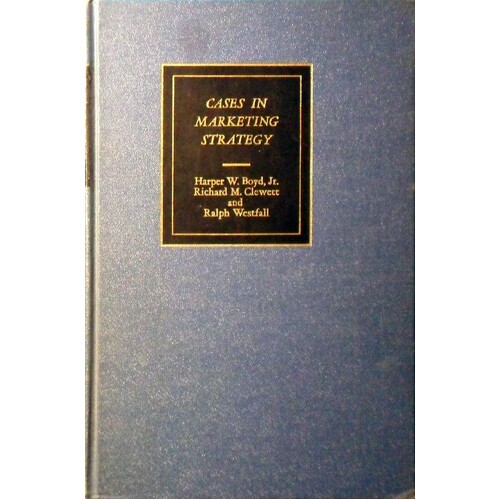 CASES IN
MARKETING
STRATEGY
Harper W. Boyd, Jr.
Richard M. Clewett
and
Ralph Westfall